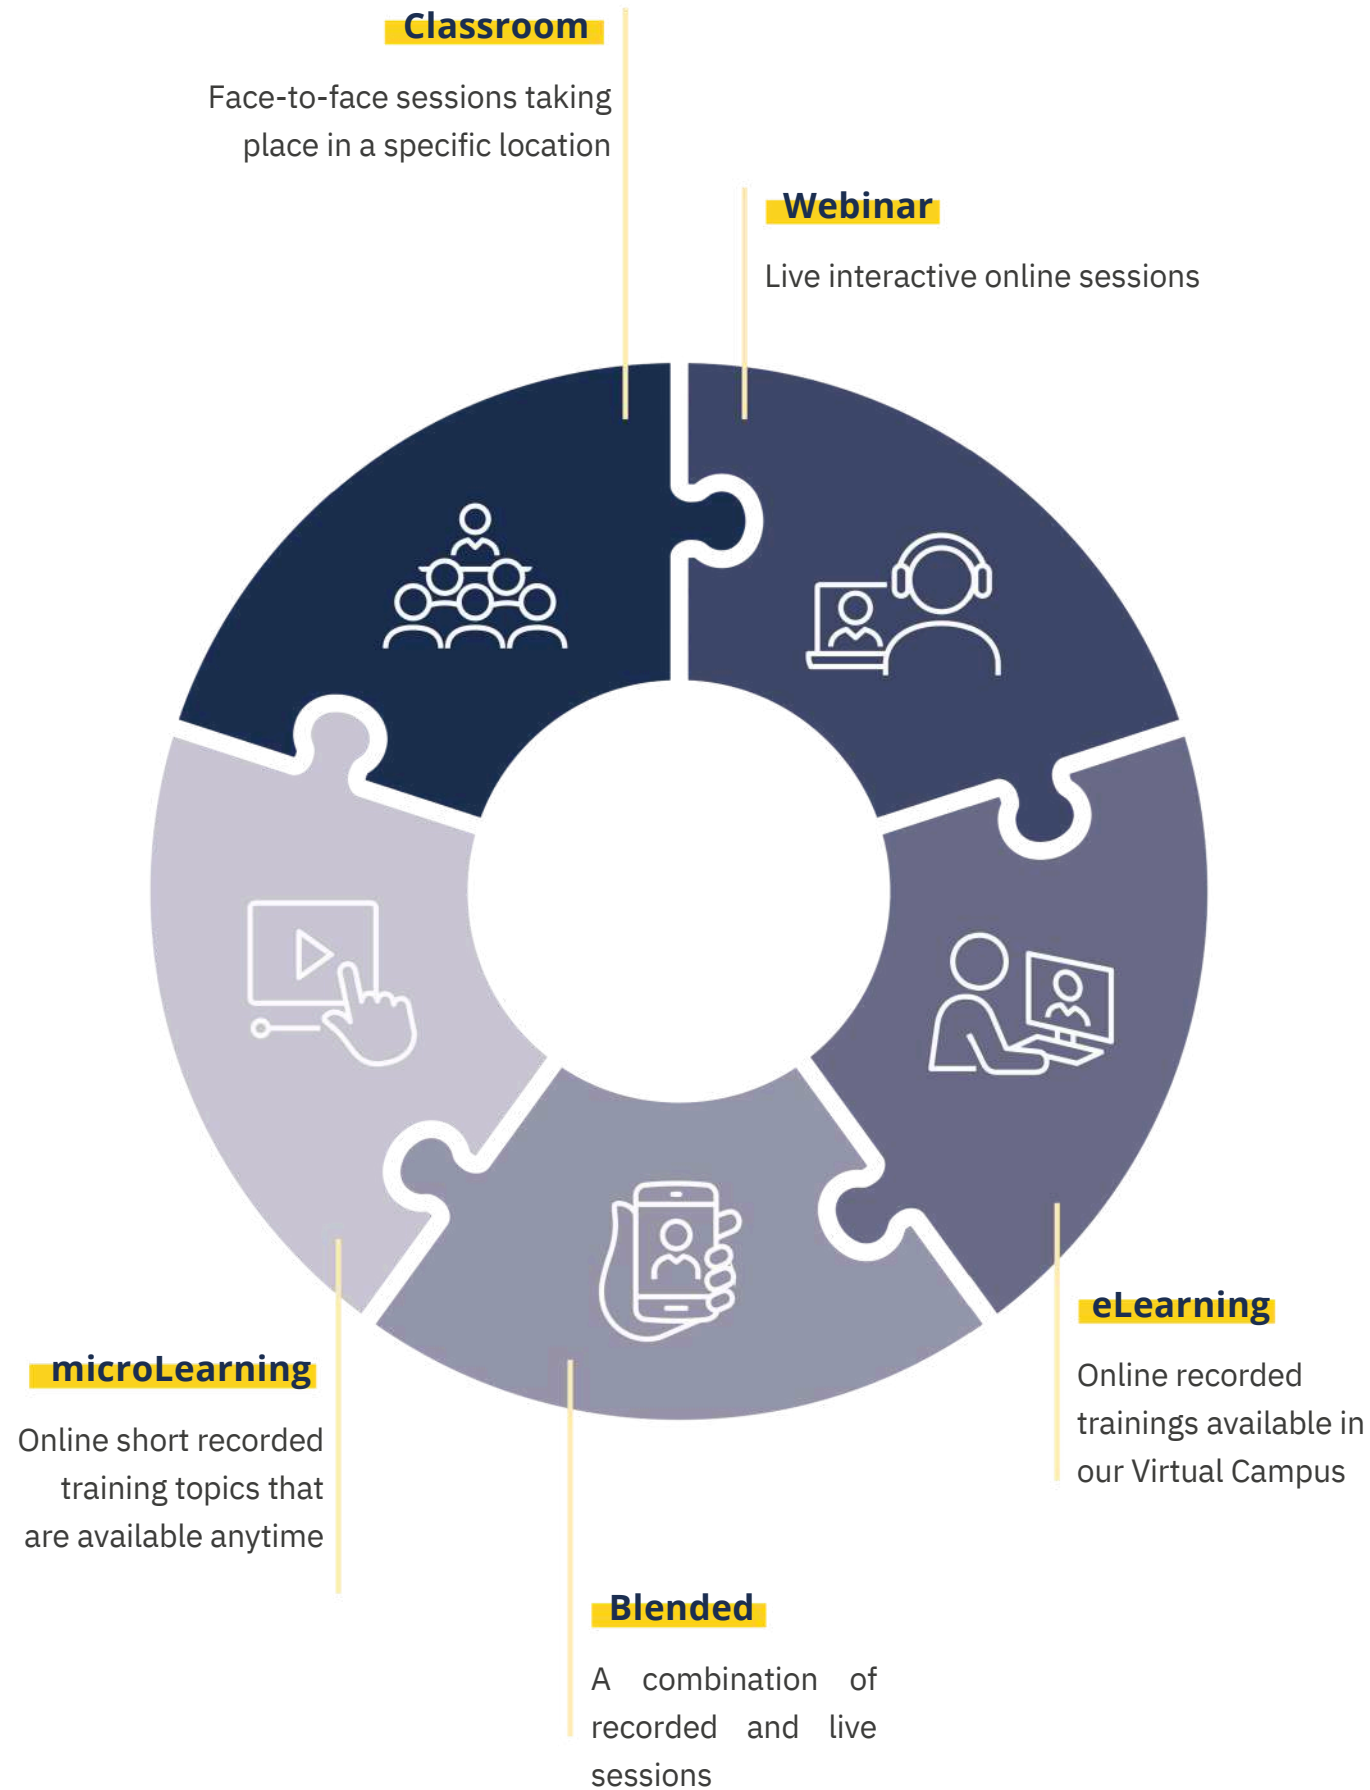 Classroom
Face-to-face sessions taking
place in a specific location
Webinar
Live interactive online sessions
eLearning
Online recorded
trainings available in
our Virtual Campus
microLearning
Online short recorded
training topics that
are available anytime
Blended
A combination of
recorded and live
sessions